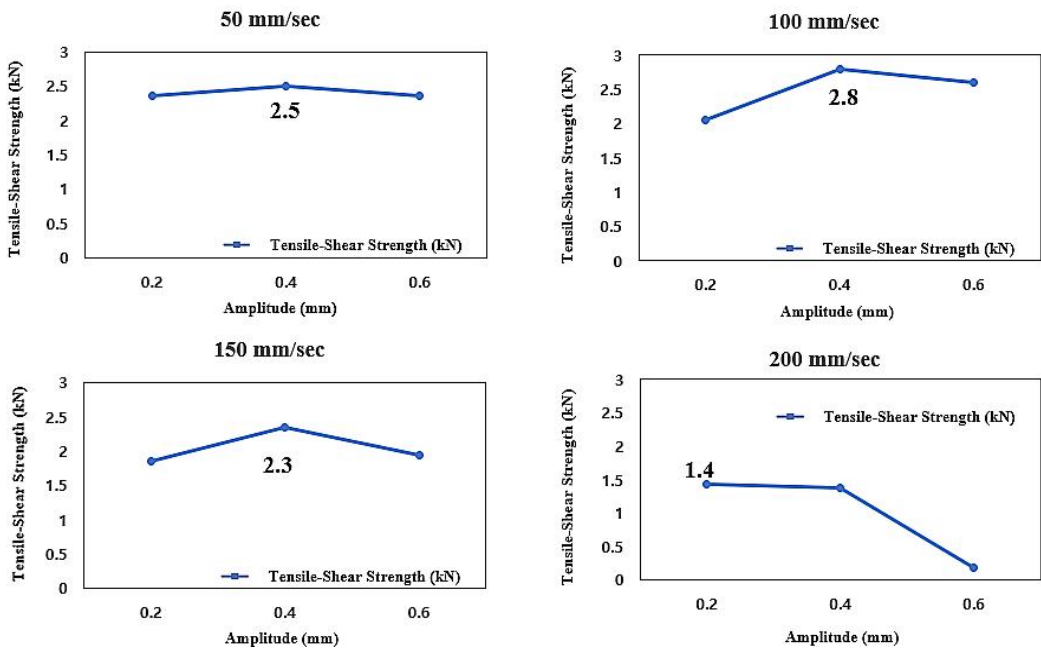 50 mm/sec
Tensile-Shear Strength (kN)
3
2.5
2
1.5
1
0.5
0
2.5
Tensile-Shear Strength (kN)
0.2 0.4 0.6
Amplitude (mm)
100 mm/sec
Tensile-Shear Strength (kN)
3
2.5
2
1.5
1
0.5
0
2.8
Tensile-Shear Strength (kN)
0.2 0.4 0.6
Amplitude (mm)
150 mm/sec
Tensile-Shear Strength (kN)
3
2.5
2
1.5
1
0.5
0
2.3
Tensile-Shear Strength (kN)
0.2 0.4 0.6
Amplitude (mm)
200 mm/sec
Tensile-Shear Strength (kN)
3
2.5
2
1.5
1
0.5
0
Tensile-Shear Strength (kN)
1.4
0.2 0.4 0.6
Amplitude (mm)